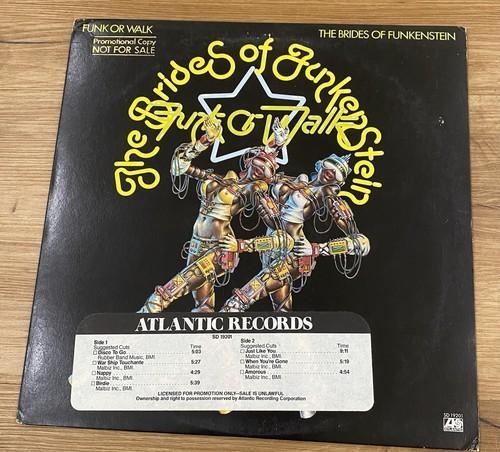 FUNK OR WALK
THE BRIDES OF FUNKENSTEIN
Promotional Copy
NOT FOR SALE
The Brides of Funkenstein
Funk Or Walk
ATLANTIC RECORDS
SD 19201
Side 1
Suggested Cuts Time
Disco To Go 5:03
Rubber Band Music, BMI.
War Ship Touchante 5:27
Malbiz Inc., BMI.
Nappy 4:29
Malbiz Inc., BMI.
Birdie 5:39
Side 2
Suggested Cuts Time
Just Like You 9:11
Malbiz Inc., BMI.
When You're Gone 5:19
Malbiz Inc., BMI.
Amorous 4:54
Malbiz Inc., BMI.
LICENSED FOR PROMOTION ONLY—SALE IS UNLAWFUL
Ownership and right to possession reserved by Atlantic Recording Corporation
SD 19201